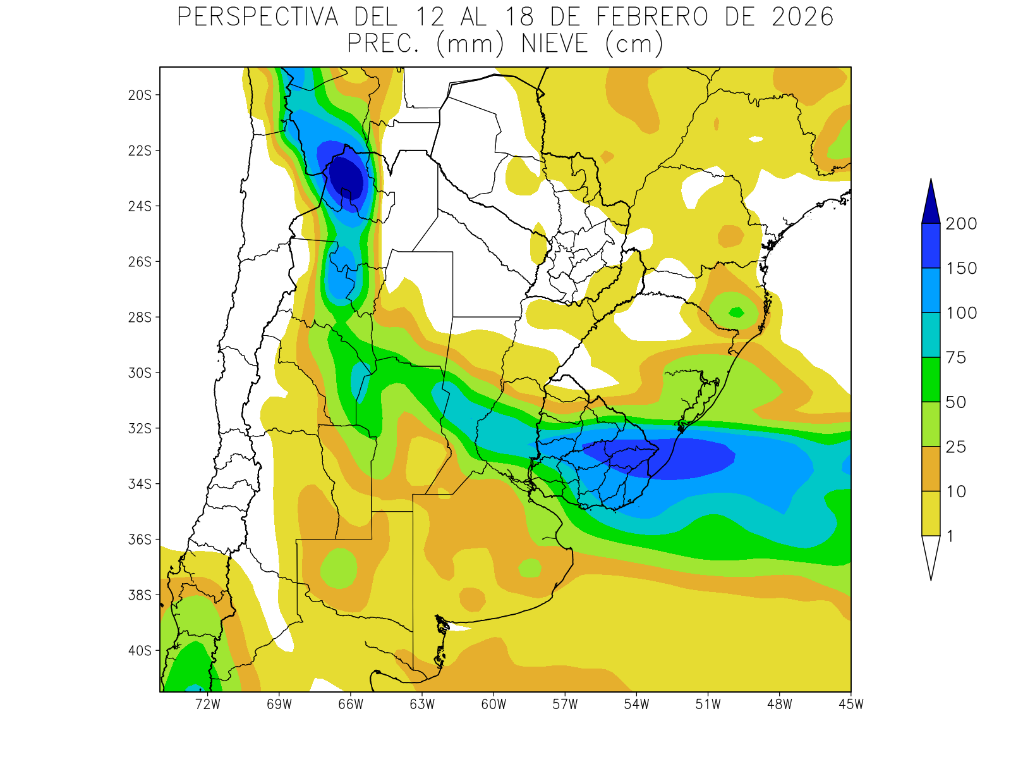 PERSPECTIVA DEL 12 AL 18 DE FEBRERO DE 2026
PREC. (mm) NIEVE (cm)
20S
22S
24S
26S
28S
30S
32S
34S
36S
38S
40S
72W 69W 66W 63W 60W 57W 54W 51W 48W 45W
200
150
100
75
50
25
10
1